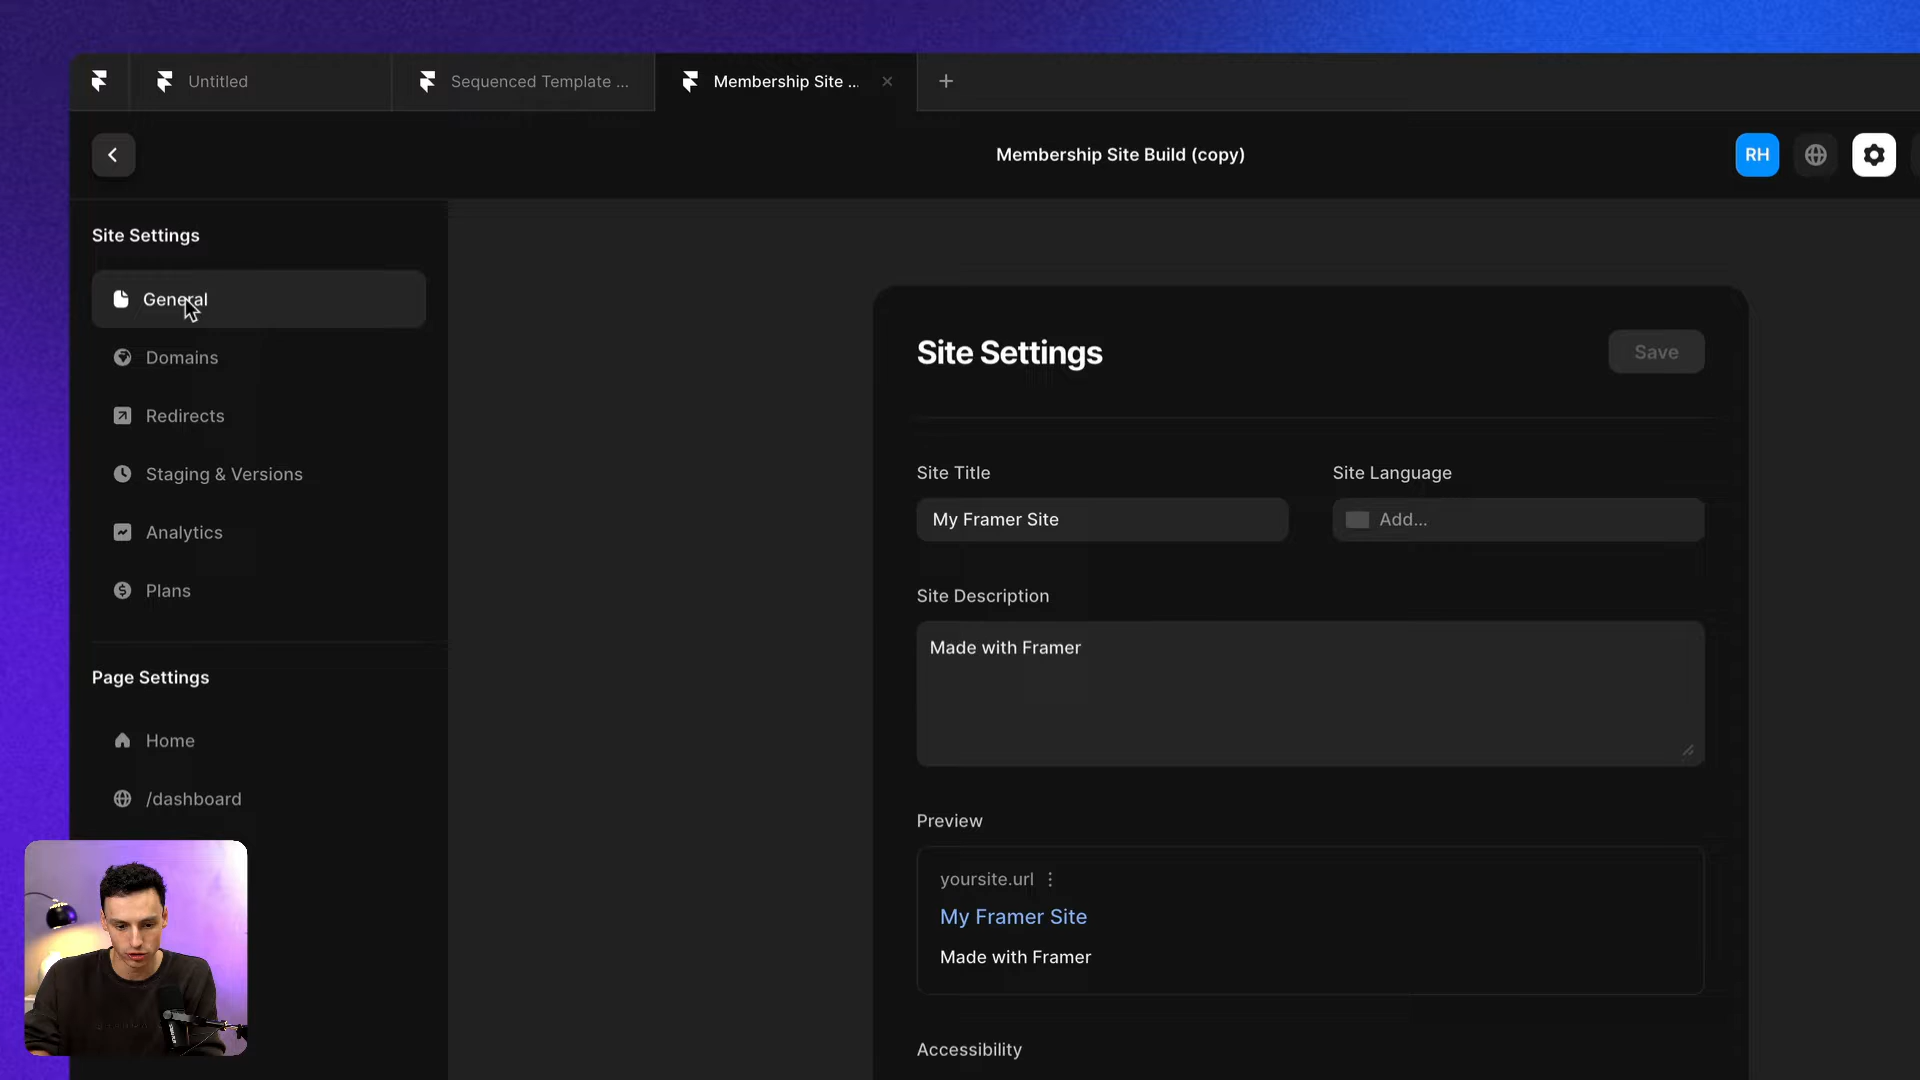 Untitled
Sequenced Template ...
Membership Site ...
Membership Site Build (copy)
RH
Site Settings
General
Domains
Redirects
Staging & Versions
Analytics
Plans
Page Settings
Home
/dashboard
Site Settings
Save
Site Title
Site Language
My Framer Site
Add...
Site Description
Made with Framer
Preview
yoursite.url
My Framer Site
Made with Framer
Accessibility